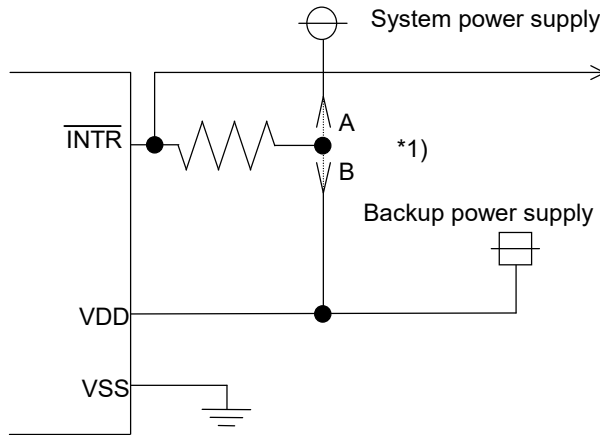 System power supply
A
INTR
*1)
B
Backup power supply
VDD
VSS